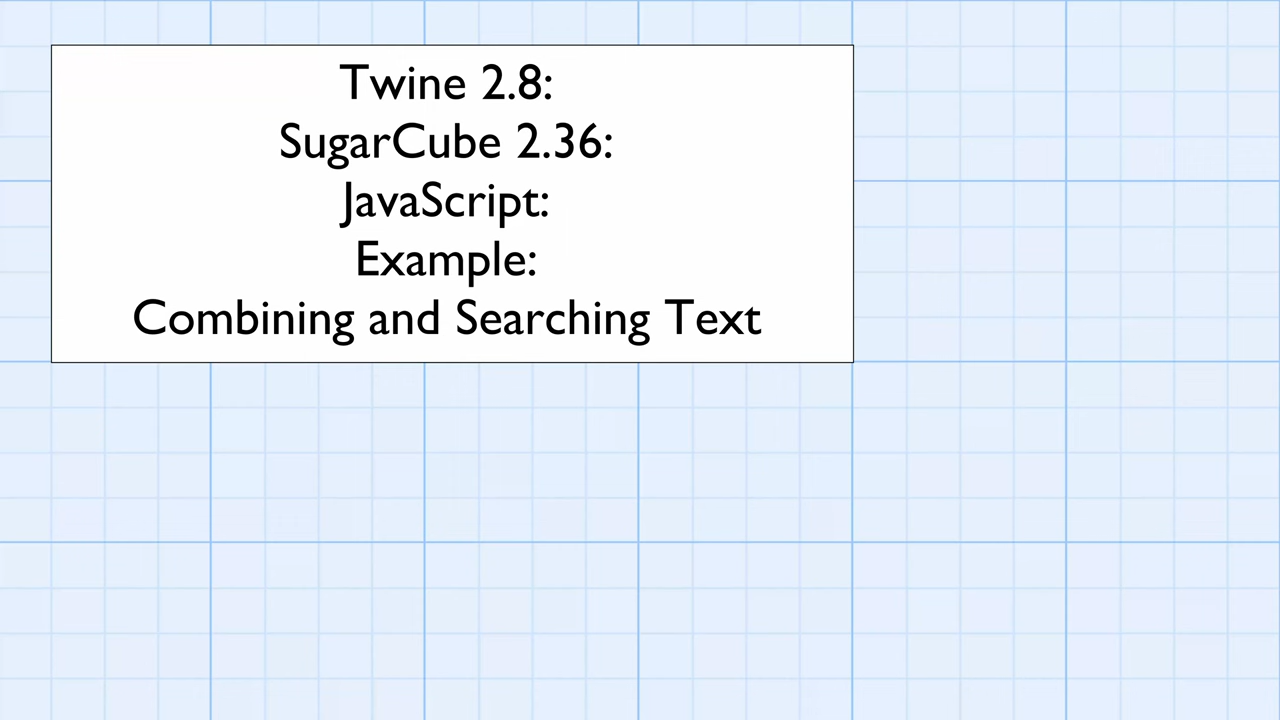 Twine 2.8:
SugarCube 2.36:
JavaScript:
Example:
Combining and Searching Text